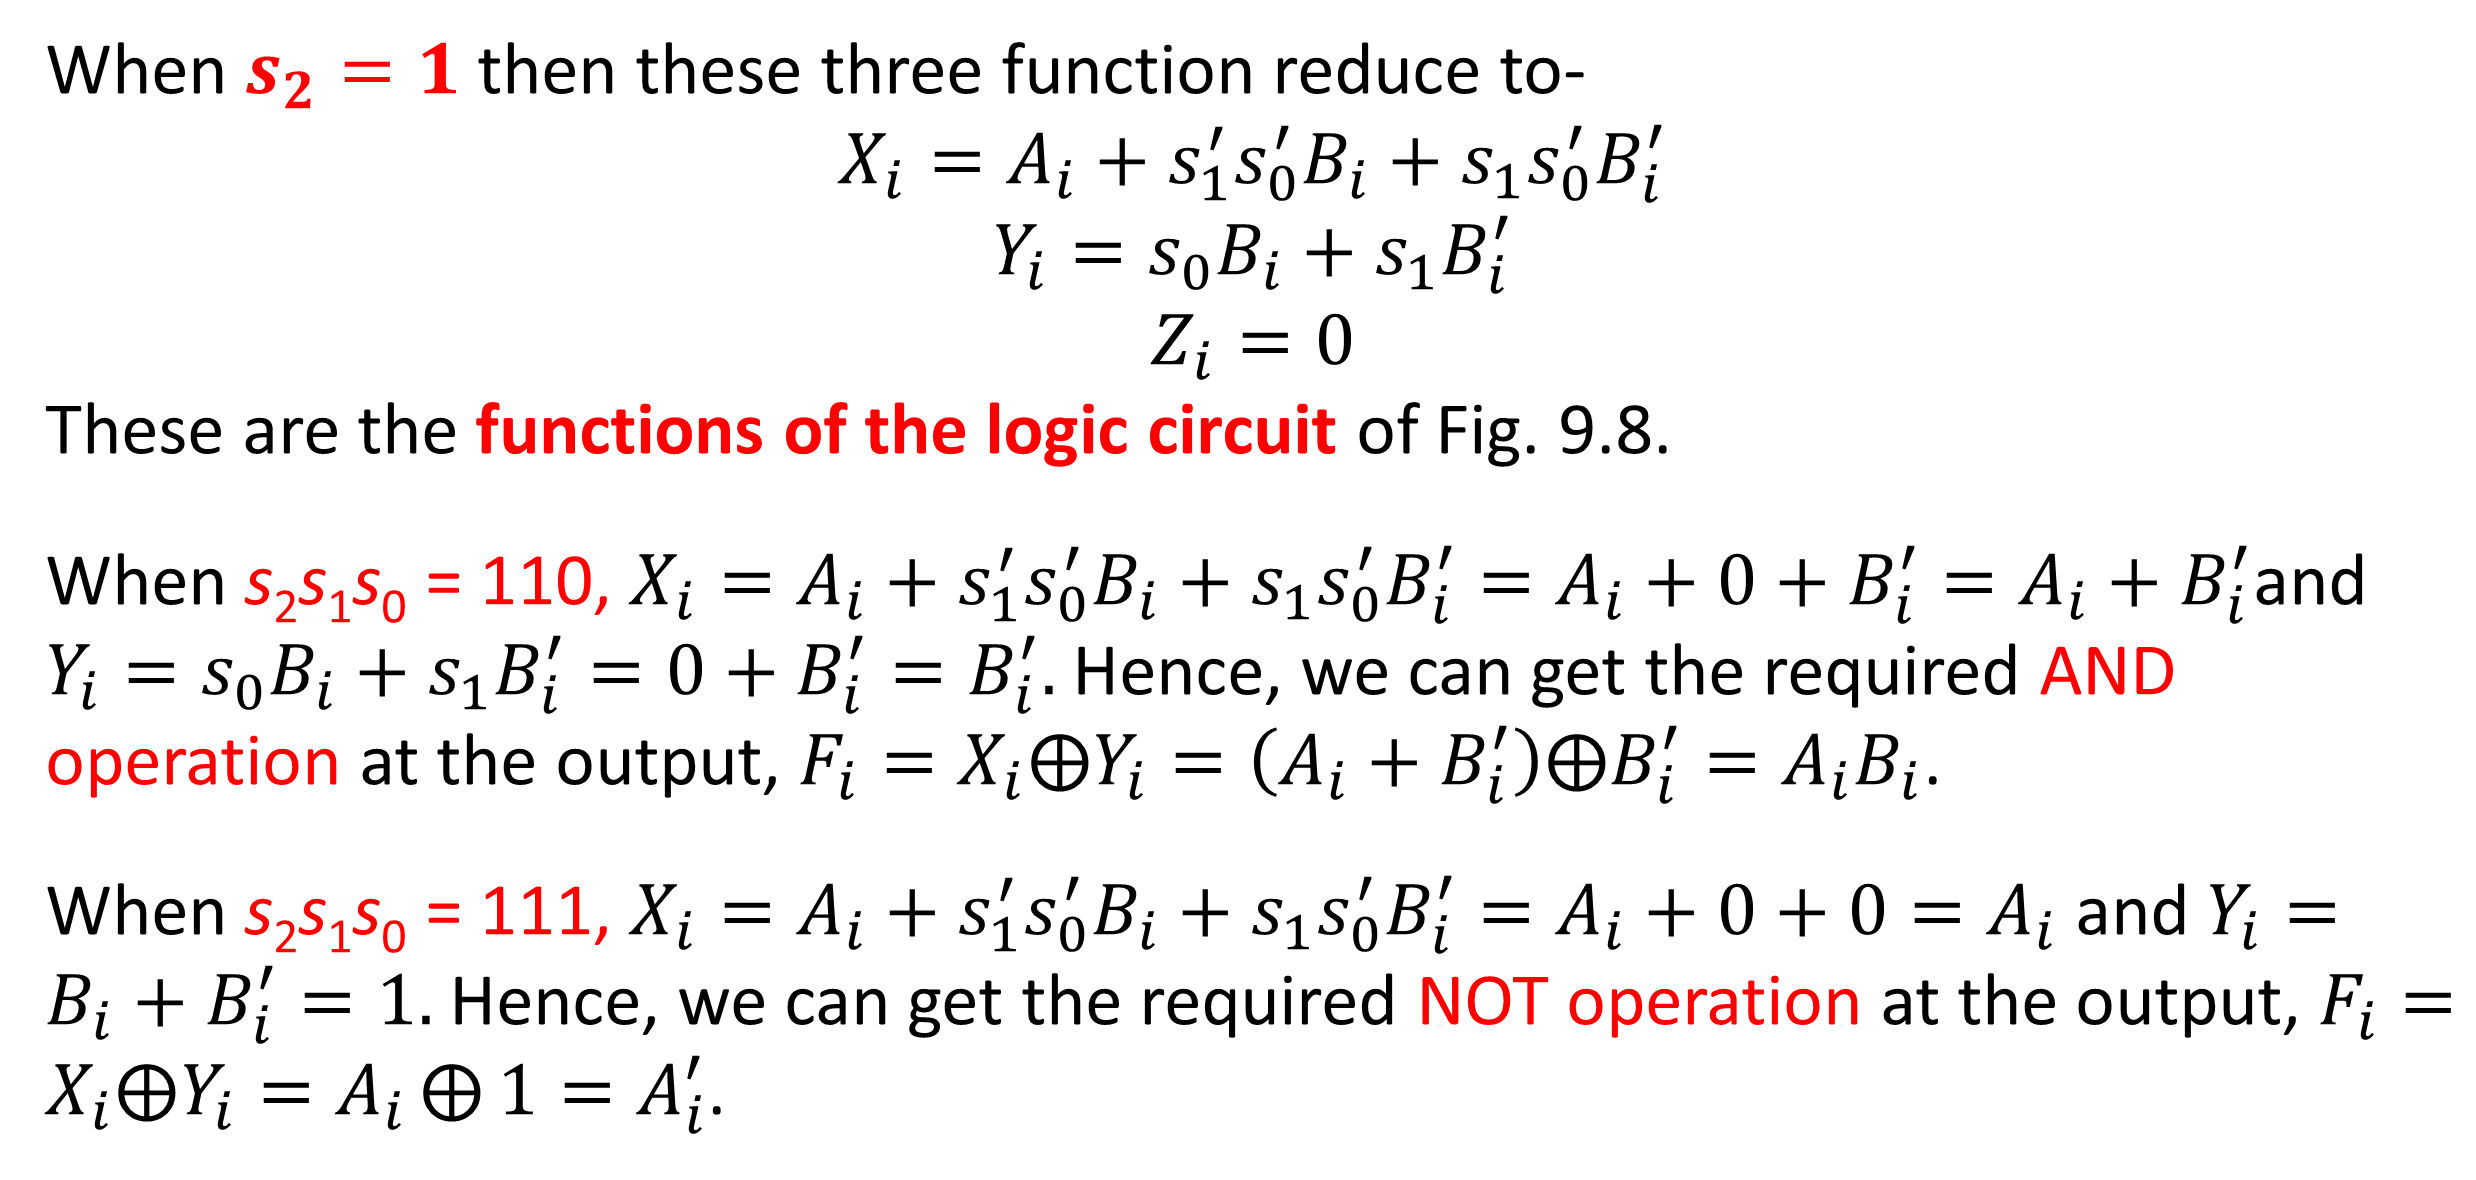 When s₂ = 1 then these three function reduce to-
Xᵢ = Aᵢ + s₁′s₀′Bᵢ + s₁s₀′Bᵢ′
Yᵢ = s₀Bᵢ + s₁Bᵢ′
Zᵢ = 0
These are the functions of the logic circuit of Fig. 9.8.
When s₂s₁s₀ = 110, Xᵢ = Aᵢ + s₁′s₀′Bᵢ + s₁s₀′Bᵢ′ = Aᵢ + 0 + Bᵢ′ = Aᵢ + Bᵢ′and
Yᵢ = s₀Bᵢ + s₁Bᵢ′ = 0 + Bᵢ′ = Bᵢ′. Hence, we can get the required AND
operation at the output, Fᵢ = Xᵢ⊕Yᵢ = (Aᵢ + Bᵢ′)⊕Bᵢ′ = AᵢBᵢ.
When s₂s₁s₀ = 111, Xᵢ = Aᵢ + s₁′s₀′Bᵢ + s₁s₀′Bᵢ′ = Aᵢ + 0 + 0 = Aᵢ and Yᵢ =
Bᵢ + Bᵢ′ = 1. Hence, we can get the required NOT operation at the output, Fᵢ =
Xᵢ⊕Yᵢ = Aᵢ ⊕ 1 = Aᵢ′.